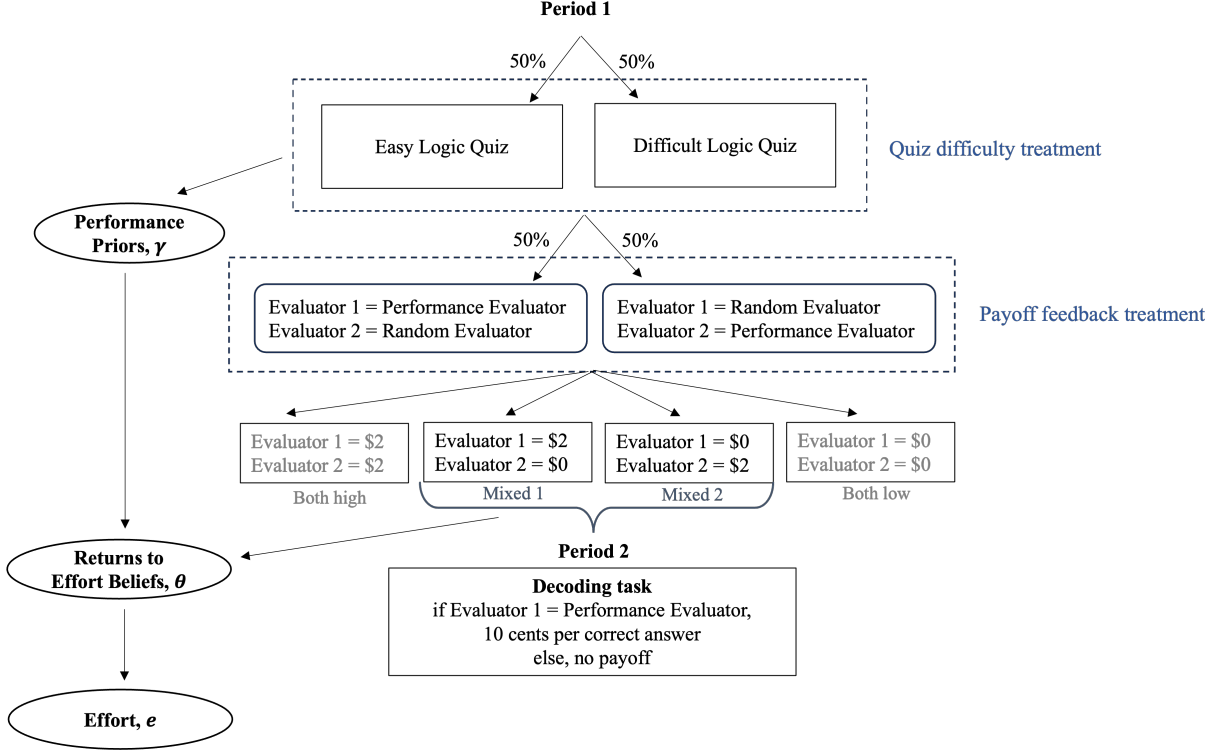 Period 1
50%
50%
Easy Logic Quiz
Difficult Logic Quiz
Quiz difficulty treatment
Performance
Priors, γ
50%
50%
Evaluator 1 = Performance Evaluator
Evaluator 2 = Random Evaluator
Evaluator 1 = Random Evaluator
Evaluator 2 = Performance Evaluator
Payoff feedback treatment
Evaluator 1 = $2
Evaluator 2 = $2
Both high
Evaluator 1 = $2
Evaluator 2 = $0
Mixed 1
Evaluator 1 = $0
Evaluator 2 = $2
Mixed 2
Evaluator 1 = $0
Evaluator 2 = $0
Both low
Returns to
Effort Beliefs, θ
Period 2
Decoding task
if Evaluator 1 = Performance Evaluator,
10 cents per correct answer
else, no payoff
Effort, e